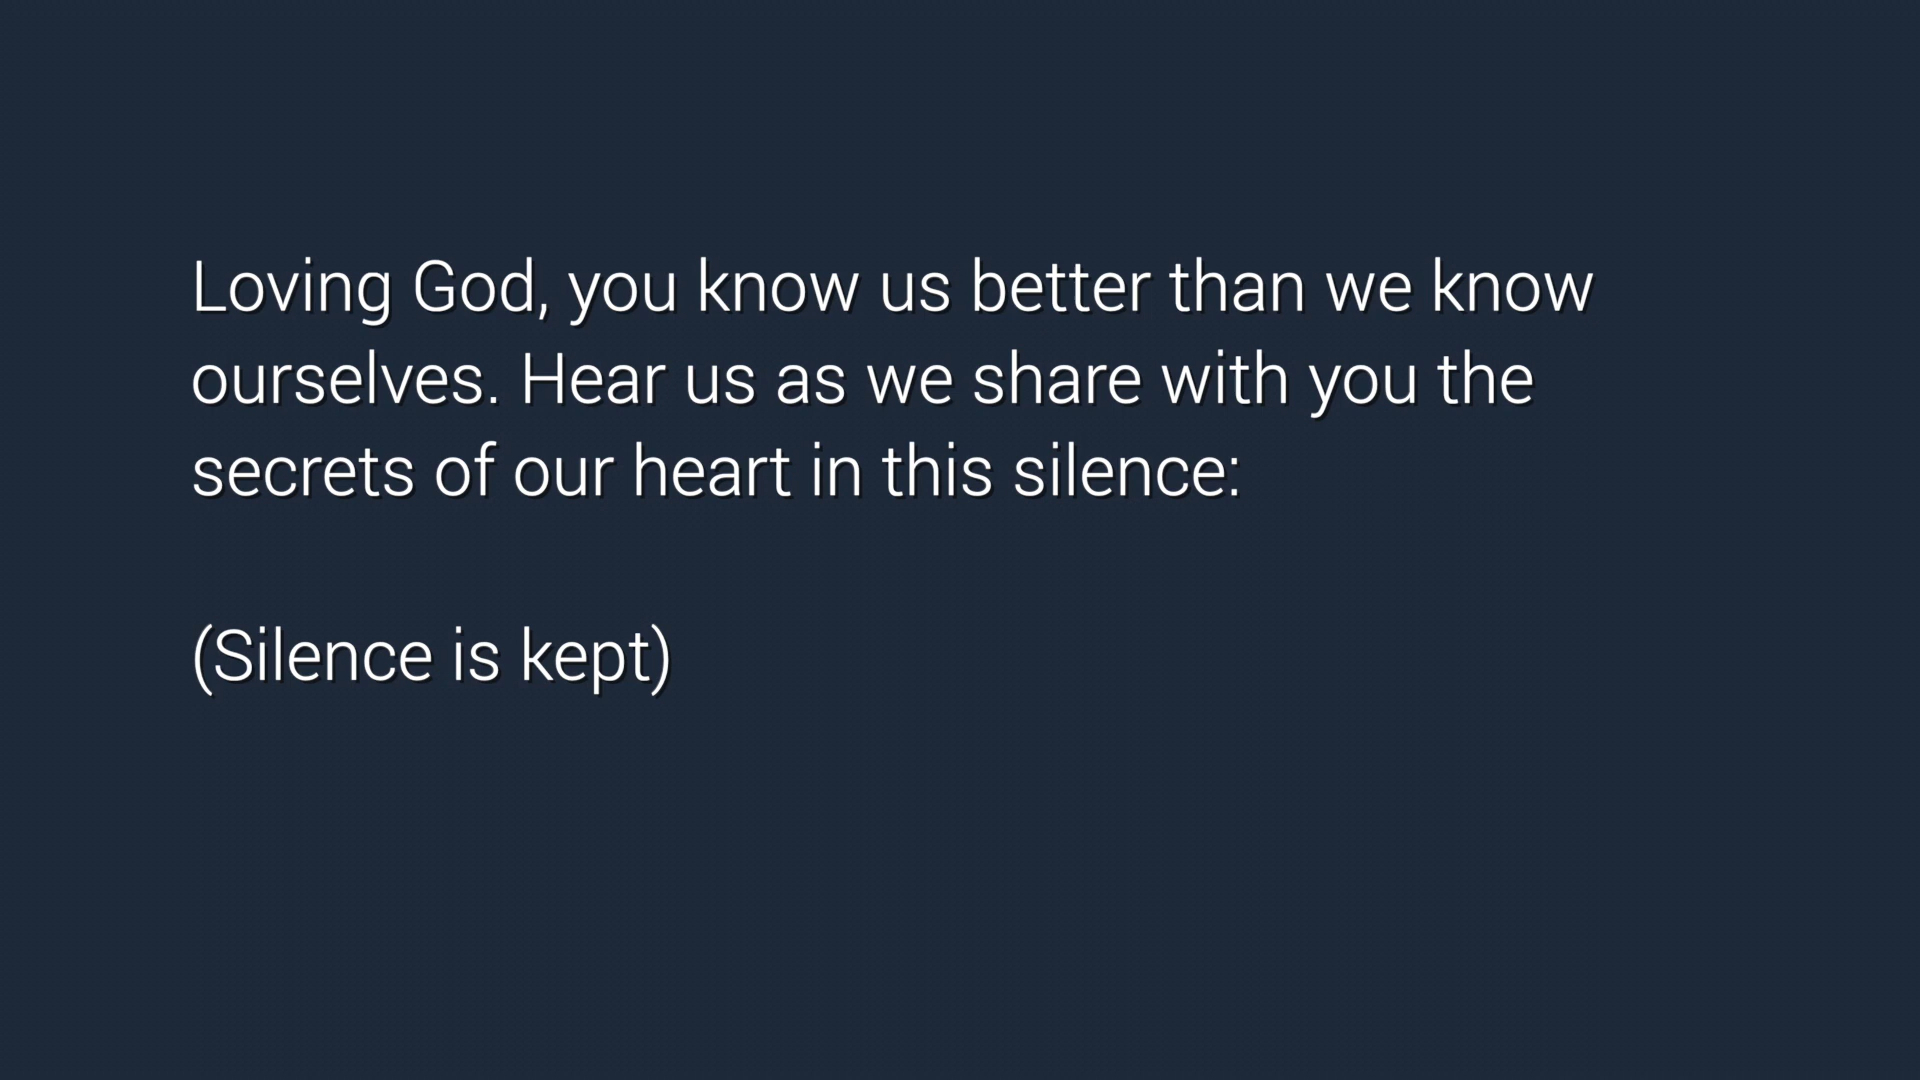 Loving God, you know us better than we know
ourselves. Hear us as we share with you the
secrets of our heart in this silence:
(Silence is kept)